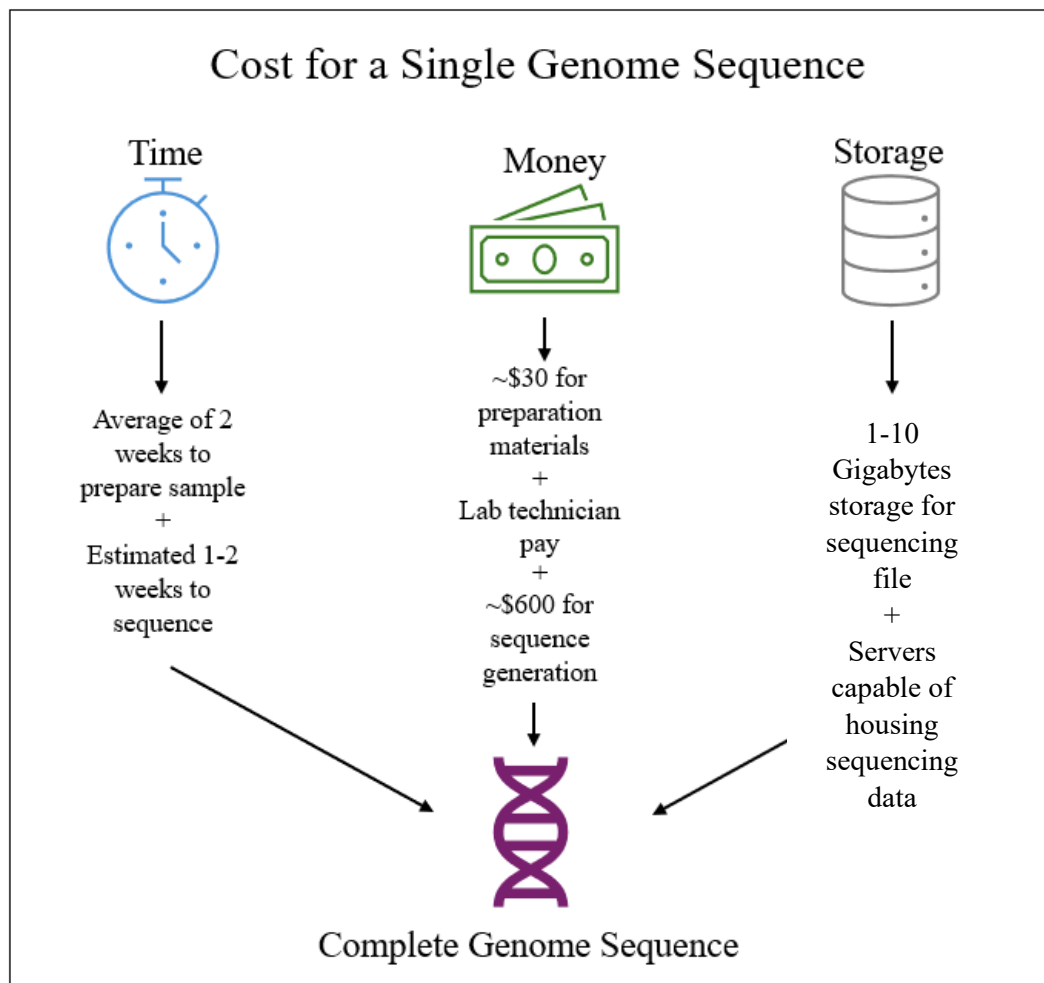 Cost for a Single Genome Sequence
Time
Average of 2
weeks to
prepare sample
+
Estimated 1-2
weeks to
sequence
Money
~$30 for
preparation
materials
+
Lab technician
pay
+
~$600 for
sequence
generation
Storage
1-10
Gigabytes
storage for
sequencing
file
+
Servers
capable of
housing
sequencing
data
Complete Genome Sequence